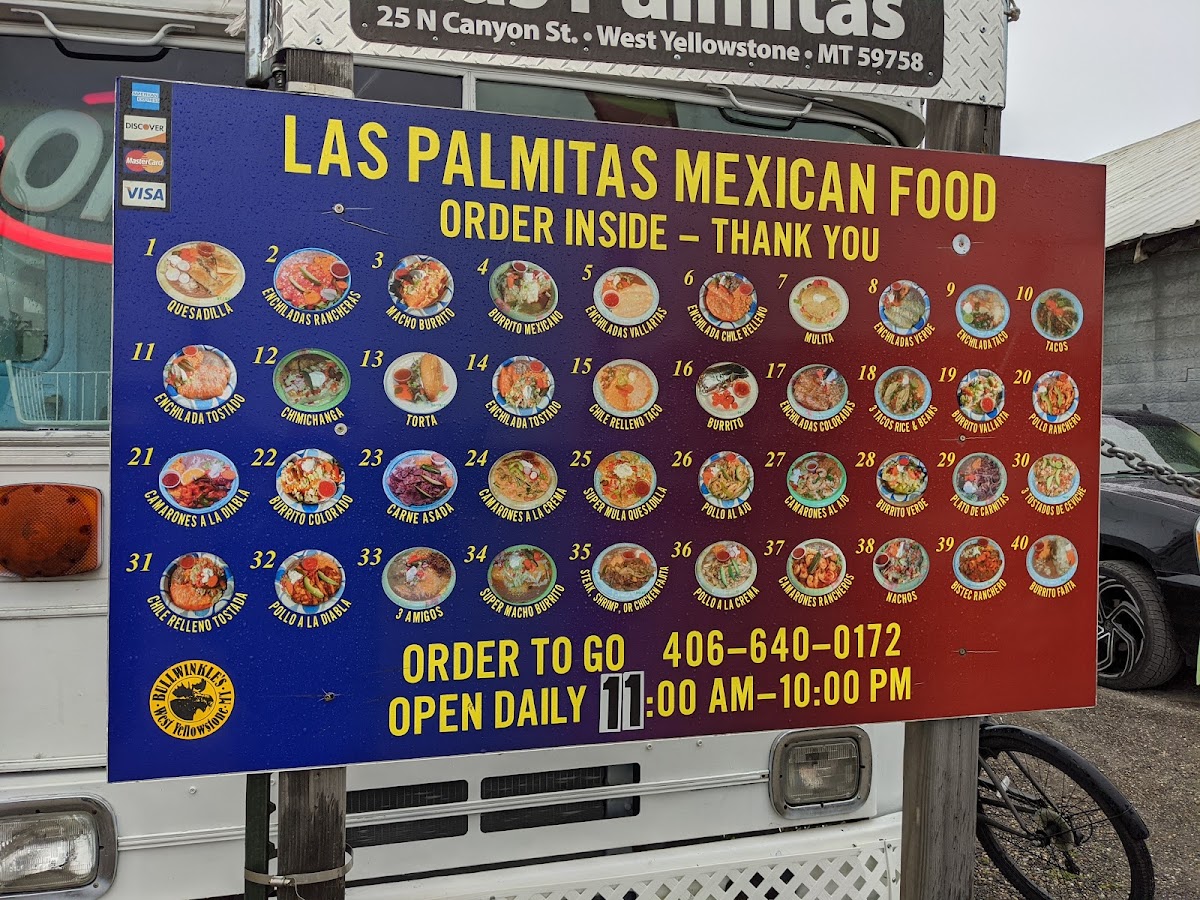 Las Palmitas
25 N Canyon St. • West Yellowstone • MT 59758
AMERICAN EXPRESS
DISCOVER
MasterCard
VISA
LAS PALMITAS MEXICAN FOOD
ORDER INSIDE – THANK YOU
1 QUESADILLA
2 ENCHILADAS RANCHERAS
3 MACHO BURRITO
4 BURRITO MEXICANO
5 ENCHILADAS VALLARTAS
6 ENCHILADA CHILE RELLENO
7 MULITA
8 ENCHILADAS VERDE
9 ENCHILADA TACO
10 TACOS
11 ENCHILADA TOSTADO
12 CHIMICHANGA
13 TORTA
14 ENCHILADA TOSTADO
15 CHILE RELLENO TACO
16 BURRITO
17 ENCHILADAS COLORADAS
18 3 TACOS RICE & BEANS
19 BURRITO VALLARTA
20 POLLO RANCHERO
21 CAMARONES A LA DIABLA
22 BURRITO COLORADO
23 CARNE ASADA
24 CAMARONES A LA CREMA
25 SUPER MULA QUESADILLA
26 POLLO AL AJO
27 CAMARONES AL AJO
28 BURRITO VERDE
29 PLATO DE CARNITAS
30 3 TOSTADOS DE CEVICHE
31 CHILE RELLENO TOSTADA
32 POLLO A LA DIABLA
33 3 AMIGOS
34 SUPER MACHO BURRITO
35 STEAK, SHRIMP, OR CHICKEN FAJITA
36 POLLO A LA CREMA
37 CAMARONES RANCHEROS
38 NACHOS
39 BISTEC RANCHERO
40 BURRITO FAJITA
ORDER TO GO 406–640–0172
OPEN DAILY 11:00 AM–10:00 PM
BULLWINKLE'S
West Yellowstone